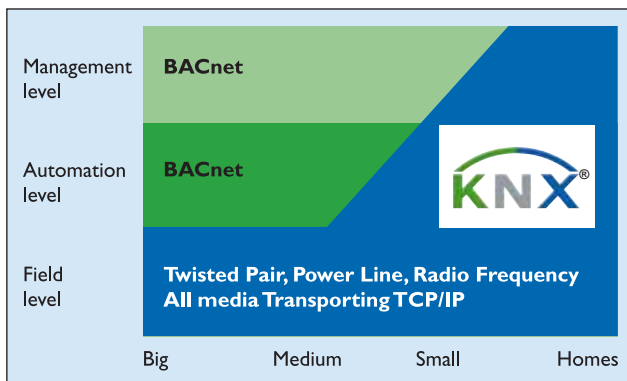 Management
level
BACnet
Automation
level
BACnet
KNX®
Field
level
Twisted Pair, Power Line, Radio Frequency
All media Transporting TCP/IP
Big Medium Small Homes